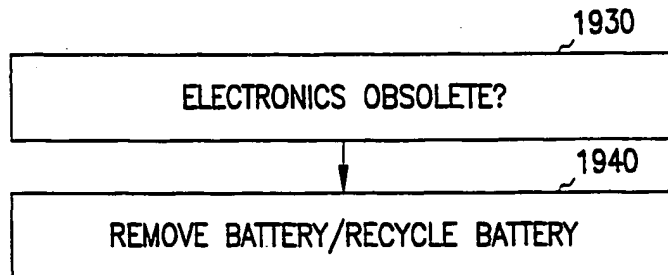 1930
ELECTRONICS OBSOLETE?
1940
REMOVE BATTERY/RECYCLE BATTERY